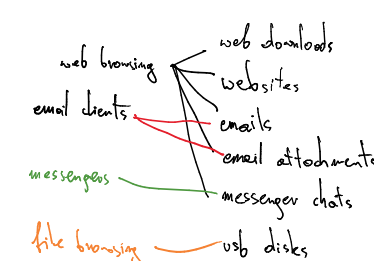 web downloads
web browsing
websites
email clients
emails
email attachments
messengers
messenger chats
file browsing
usb disks